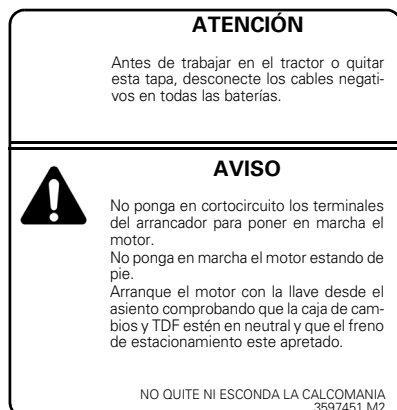 ATENCIÓN
Antes de trabajar en el tractor o quitar
esta tapa, desconecte los cables negati-
vos en todas las baterías.
AVISO
No ponga en cortocircuito los terminales
del arrancador para poner en marcha el
motor.
No ponga en marcha el motor estando de
pie.
Arranque el motor con la llave desde el
asiento comprobando que la caja de cam-
bios y TDF estén en neutral y que el freno
de estacionamiento este apretado.
NO QUITE NI ESCONDA LA CALCOMANIA
3597451 M2